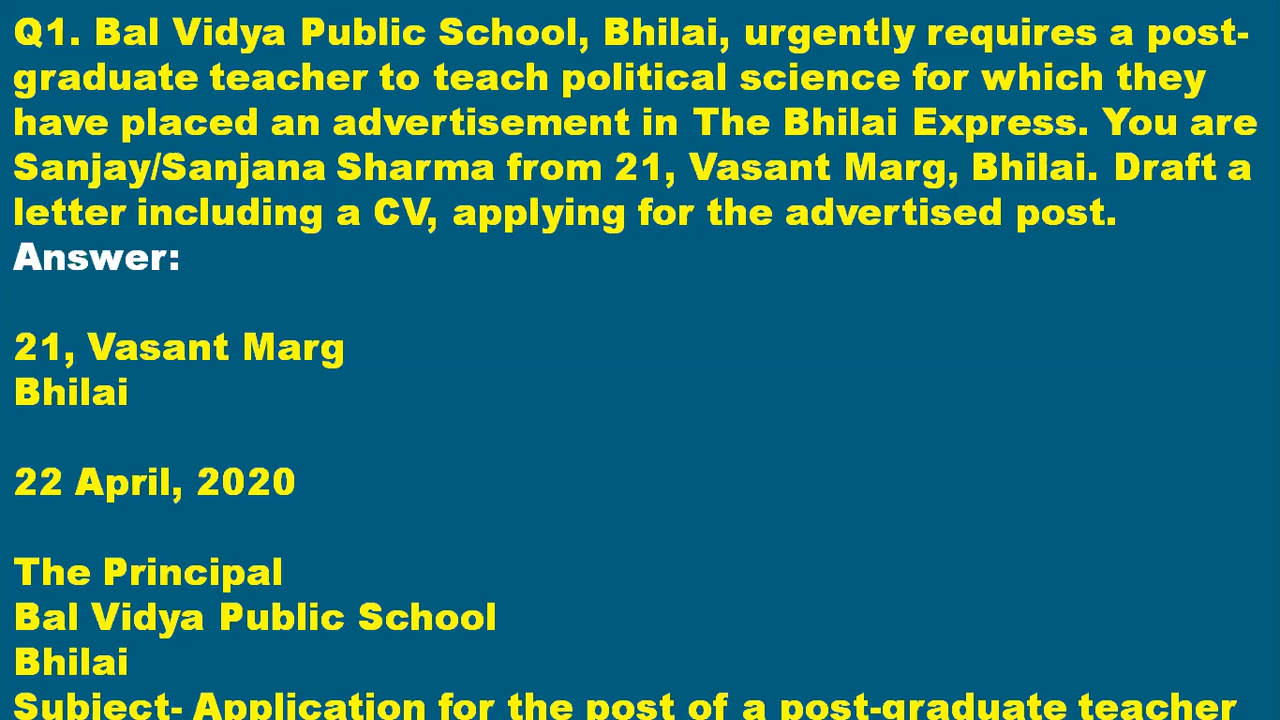 Q1. Bal Vidya Public School, Bhilai, urgently requires a post-
graduate teacher to teach political science for which they
have placed an advertisement in The Bhilai Express. You are
Sanjay/Sanjana Sharma from 21, Vasant Marg, Bhilai. Draft a
letter including a CV, applying for the advertised post.
Answer:
21, Vasant Marg
Bhilai
22 April, 2020
The Principal
Bal Vidya Public School
Bhilai
Subject- Application for the post of a post-graduate teacher